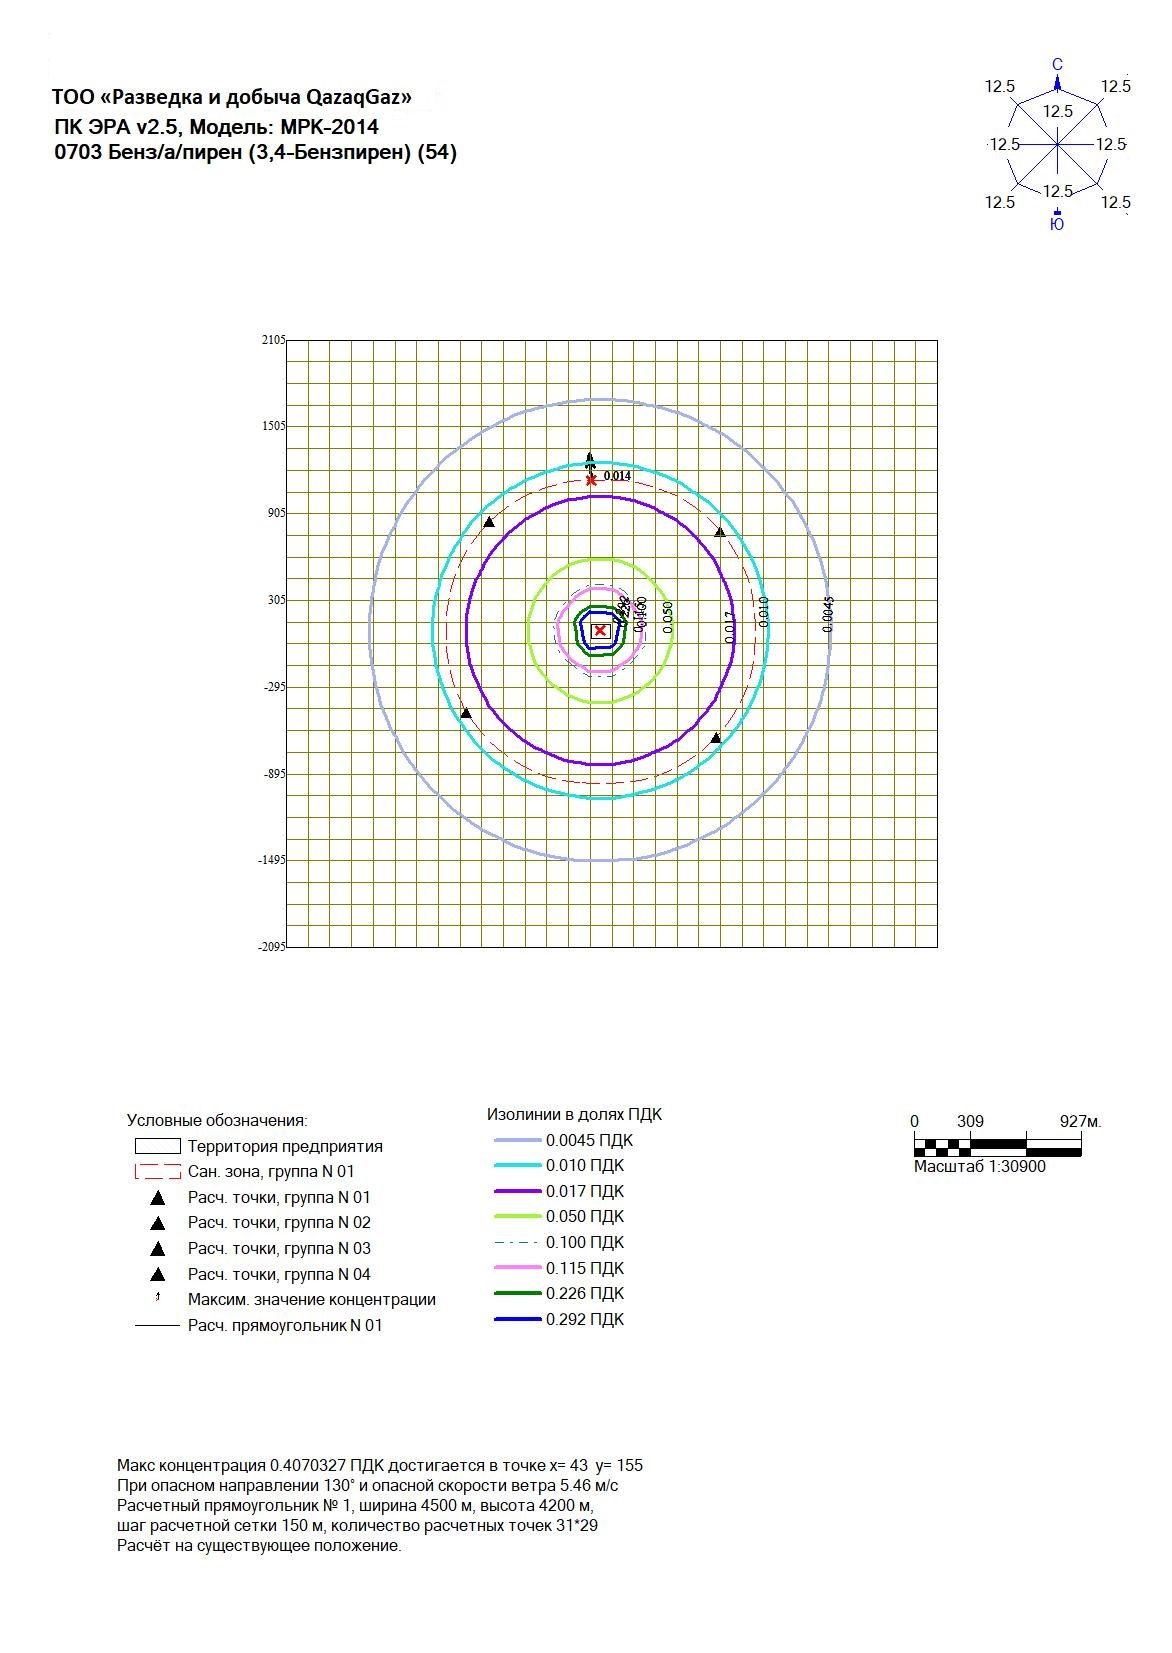 ТОО «Разведка и добыча QazaqGaz»
ПК ЭРА v2.5, Модель: МРК-2014
0703 Бенз/а/пирен (3,4-Бензпирен) (54)
С
12.5
12.5
12.5
12.5
12.5
12.5
12.5
12.5
Ю
2105
1505
905
305
-295
-895
-1495
-2095
0.014
0.100
0.050
0.017
0.010
0.0045
Условные обозначения:
Территория предприятия
Сан. зона, группа N 01
Расч. точки, группа N 01
Расч. точки, группа N 02
Расч. точки, группа N 03
Расч. точки, группа N 04
Максим. значение концентрации
Расч. прямоугольник N 01
Изолинии в долях ПДК
0.0045 ПДК
0.010 ПДК
0.017 ПДК
0.050 ПДК
0.100 ПДК
0.115 ПДК
0.226 ПДК
0.292 ПДК
0 309 927м.
Масштаб 1:30900
Макс концентрация 0.4070327 ПДК достигается в точке x= 43 y= 155
При опасном направлении 130° и опасной скорости ветра 5.46 м/с
Расчетный прямоугольник № 1, ширина 4500 м, высота 4200 м,
шаг расчетной сетки 150 м, количество расчетных точек 31*29
Расчёт на существующее положение.